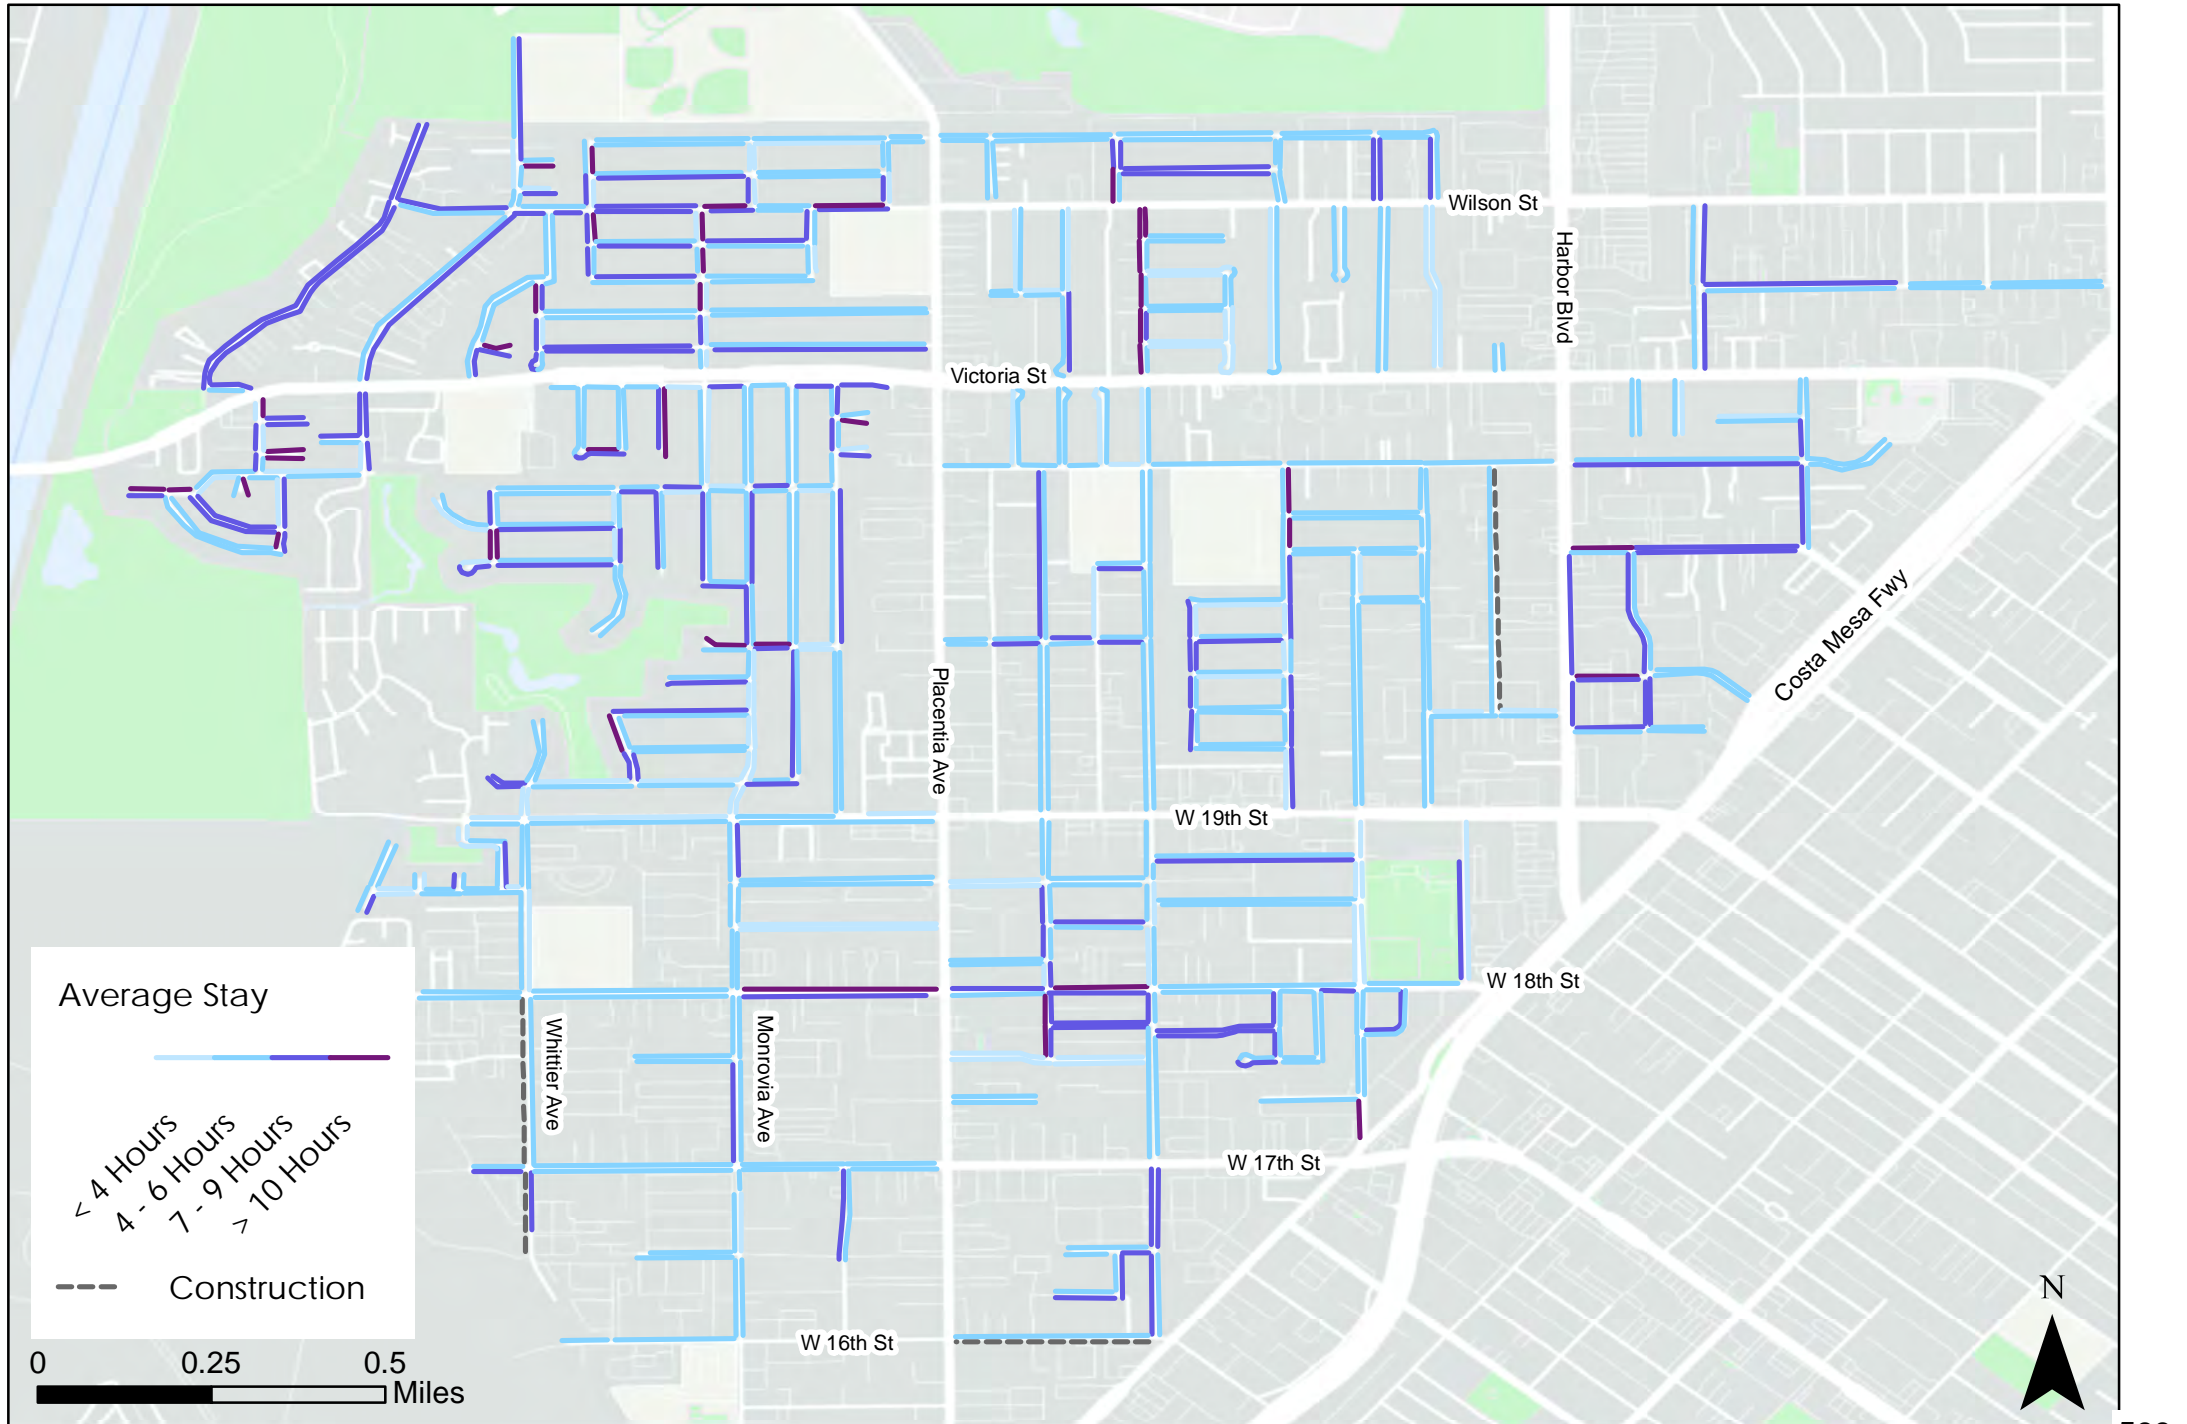 Wilson St
Harbor Blvd
Victoria St
Costa Mesa Fwy
Placentia Ave
W 19th St
W 18th St
Average Stay
Whittier Ave
Monrovia Ave
< 4 Hours
4 - 6 Hours
7 - 9 Hours
> 10 Hours
W 17th St
Construction
N
W 16th St
0 0.25 0.5
Miles